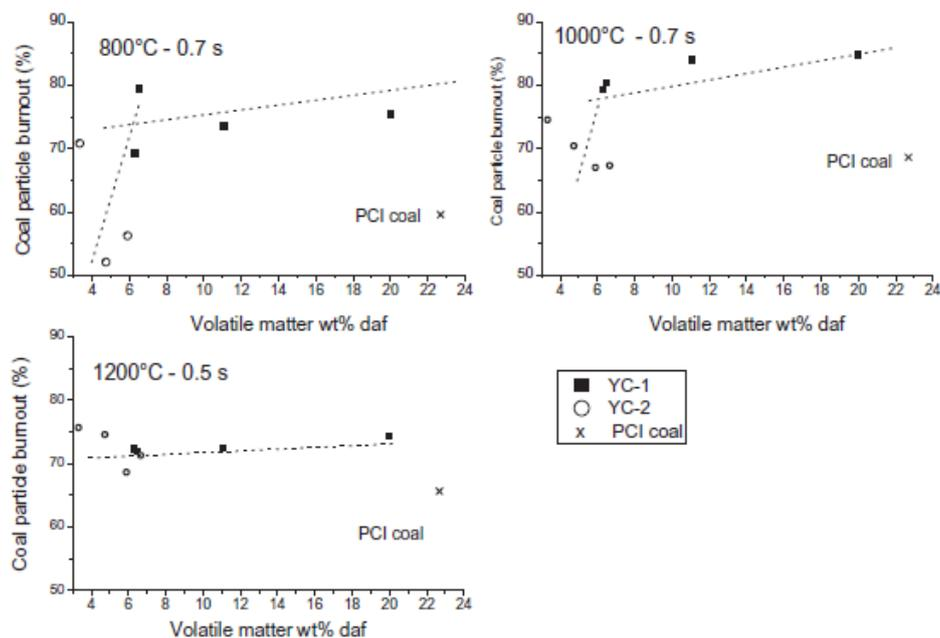 90
80
70
60
50
Coal particle burnout (%)
800°C - 0.7 s
PCI coal
4 6 8 10 12 14 16 18 20 22 24
Volatile matter wt% daf
90
80
70
60
50
Coal particle burnout (%)
1000°C - 0.7 s
PCI coal
4 6 8 10 12 14 16 18 20 22 24
Volatile matter wt% daf
90
80
70
60
50
Coal particle burnout (%)
1200°C - 0.5 s
PCI coal
4 6 8 10 12 14 16 18 20 22 24
Volatile matter wt% daf
YC-1
YC-2
x PCI coal